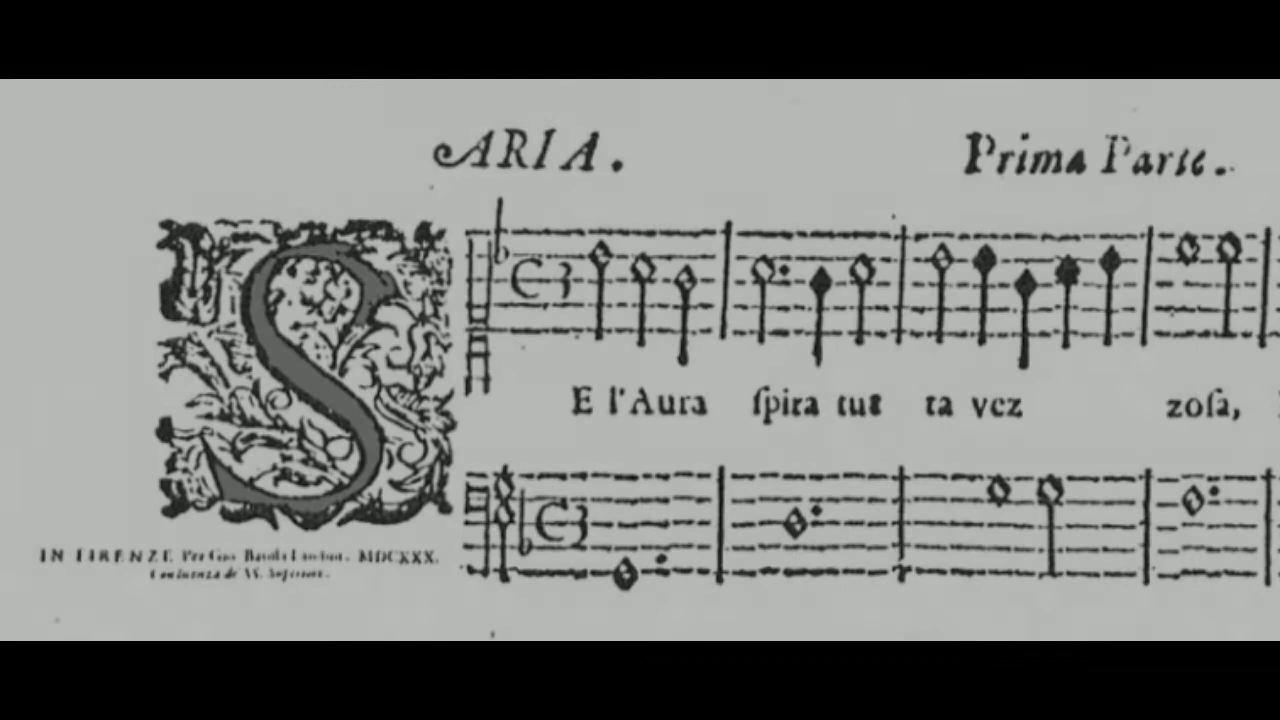 ARIA. Prima Parte.
S
E l'Aura ſpira tut ta vez zoſa,
IN FIRENZE MDCXXX.